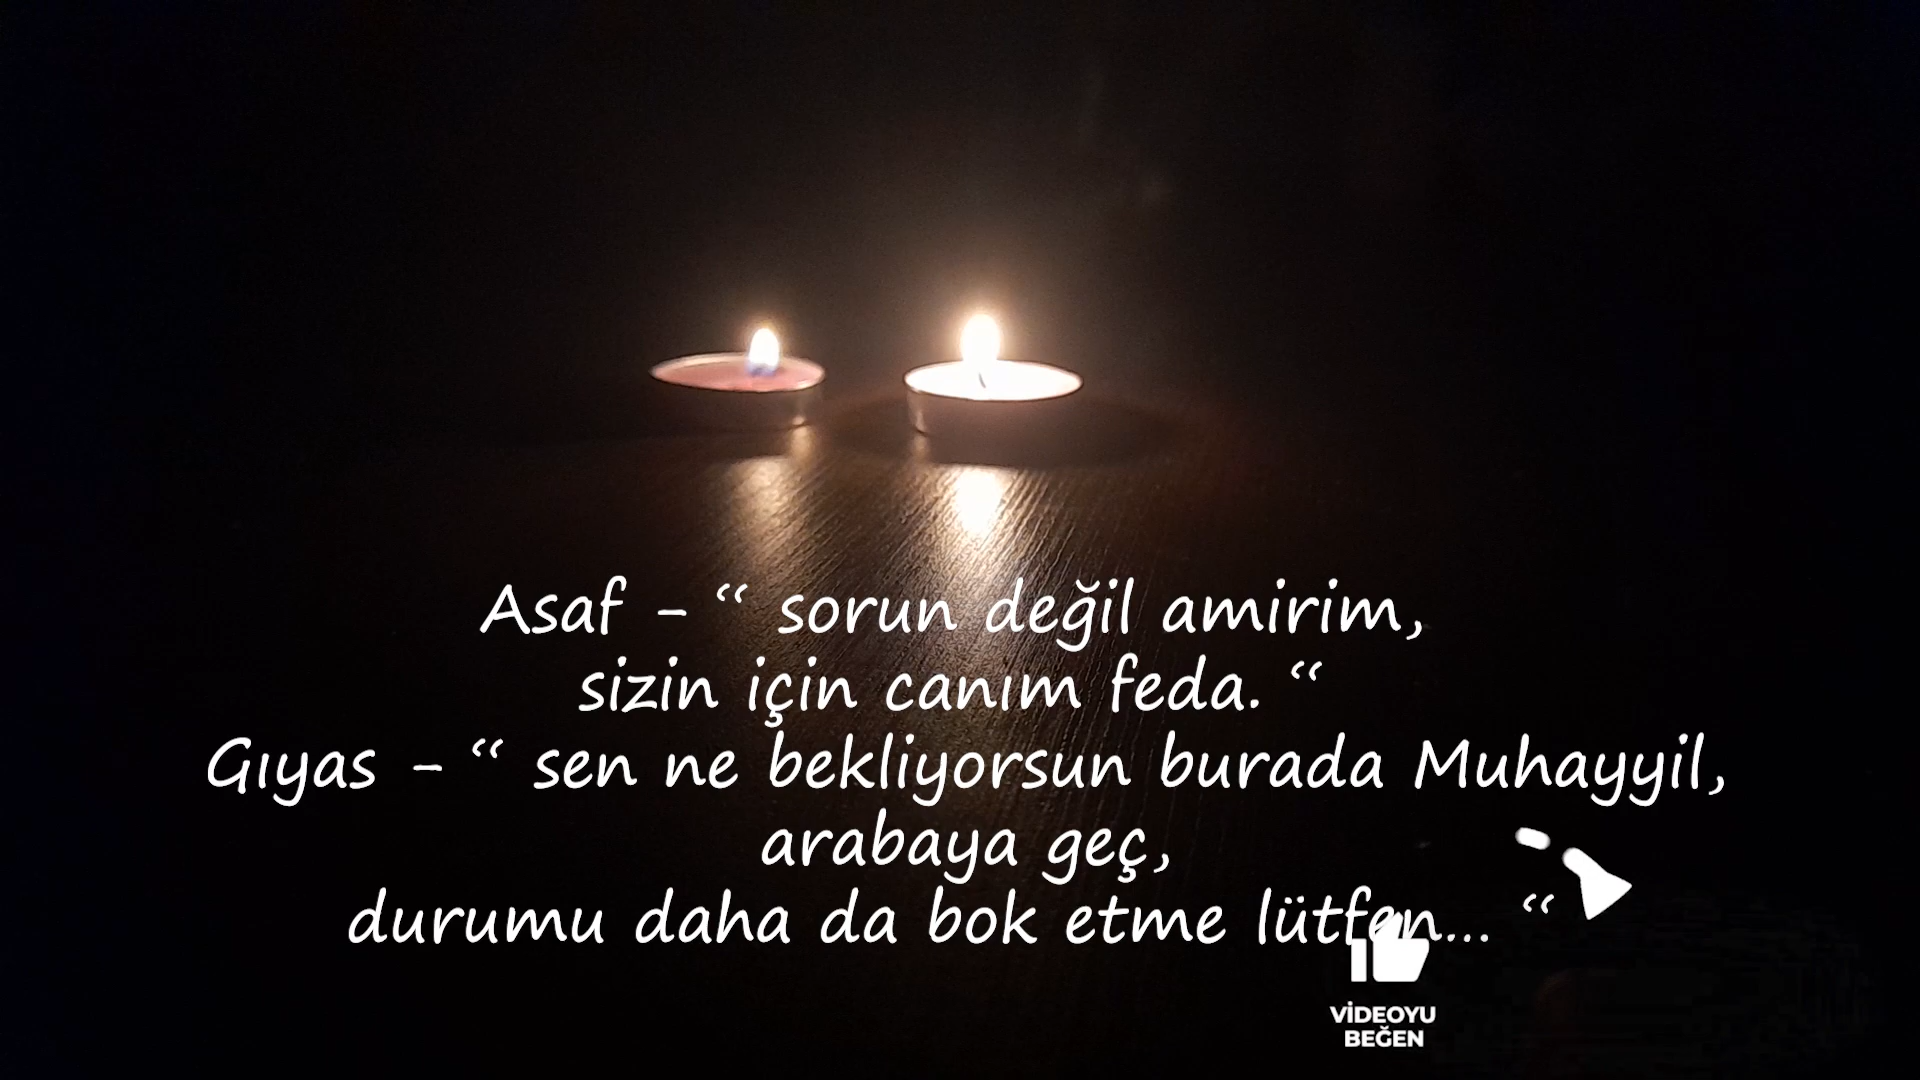 Asaf - “ sorun değil amirim,
sizin için canım feda. “
Gıyas - “ sen ne bekliyorsun burada Muhayyil,
arabaya geç,
durumu daha da bok etme lütfen... “
VİDEOYU
BEĞEN